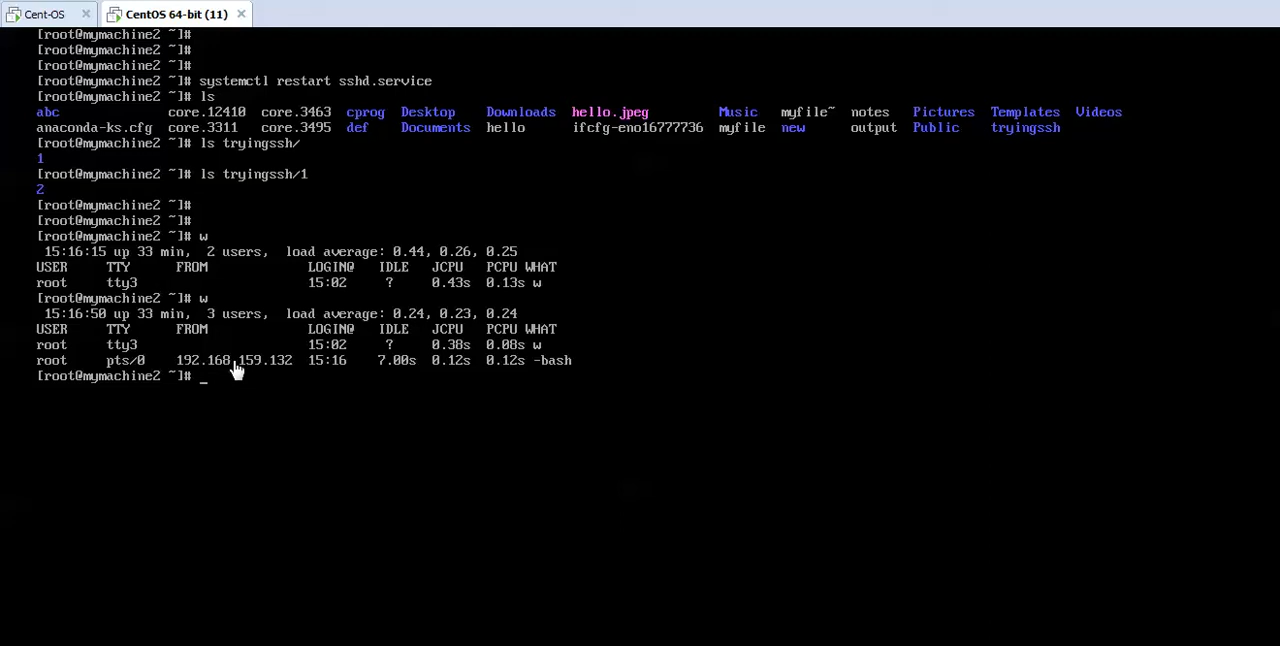 Cent-OS CentOS 64-bit (11)
[root@mymachine2 ~]#
[root@mymachine2 ~]#
[root@mymachine2 ~]#
[root@mymachine2 ~]# systemctl restart sshd.service
[root@mymachine2 ~]# ls
abc core.12410 core.3463 cprog Desktop Downloads hello.jpeg Music myfile~ notes Pictures Templates Videos
anaconda-ks.cfg core.3311 core.3495 def Documents hello ifcfg-eno16777736 myfile new output Public tryingssh
[root@mymachine2 ~]# ls tryingssh/
1
[root@mymachine2 ~]# ls tryingssh/1
2
[root@mymachine2 ~]#
[root@mymachine2 ~]#
[root@mymachine2 ~]# w
15:16:15 up 33 min, 2 users, load average: 0.44, 0.26, 0.25
USER TTY FROM LOGIN@ IDLE JCPU PCPU WHAT
root tty3 15:02 ? 0.43s 0.13s w
[root@mymachine2 ~]# w
15:16:50 up 33 min, 3 users, load average: 0.24, 0.23, 0.24
USER TTY FROM LOGIN@ IDLE JCPU PCPU WHAT
root tty3 15:02 ? 0.38s 0.08s w
root pts/0 192.168.159.132 15:16 7.00s 0.12s 0.12s -bash
[root@mymachine2 ~]# _